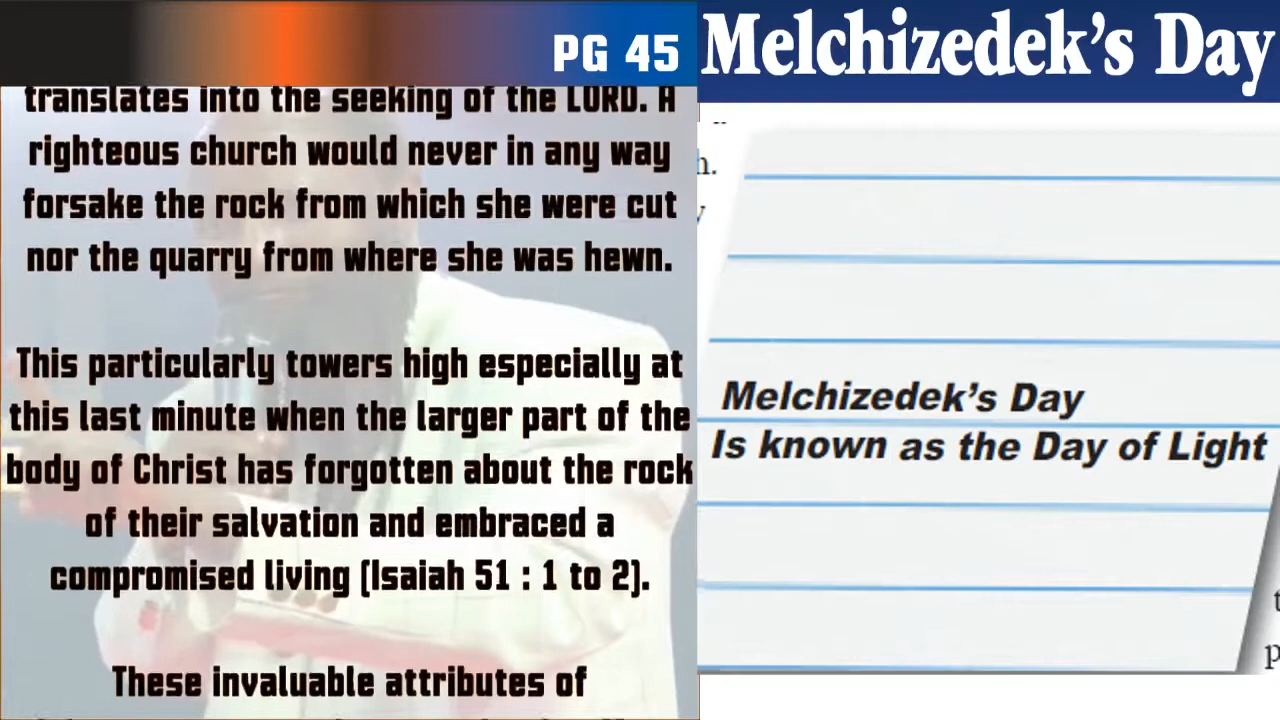 PG 45
translates into the seeking of the LORD. A
righteous church would never in any way
forsake the rock from which she were cut
nor the quarry from where she was hewn.
This particularly towers high especially at
this last minute when the larger part of the
body of Christ has forgotten about the rock
of their salvation and embraced a
compromised living (Isaiah 51 : 1 to 2).
These invaluable attributes of
Melchizedek’s Day
h.
Melchizedek’s Day
Is known as the Day of Light